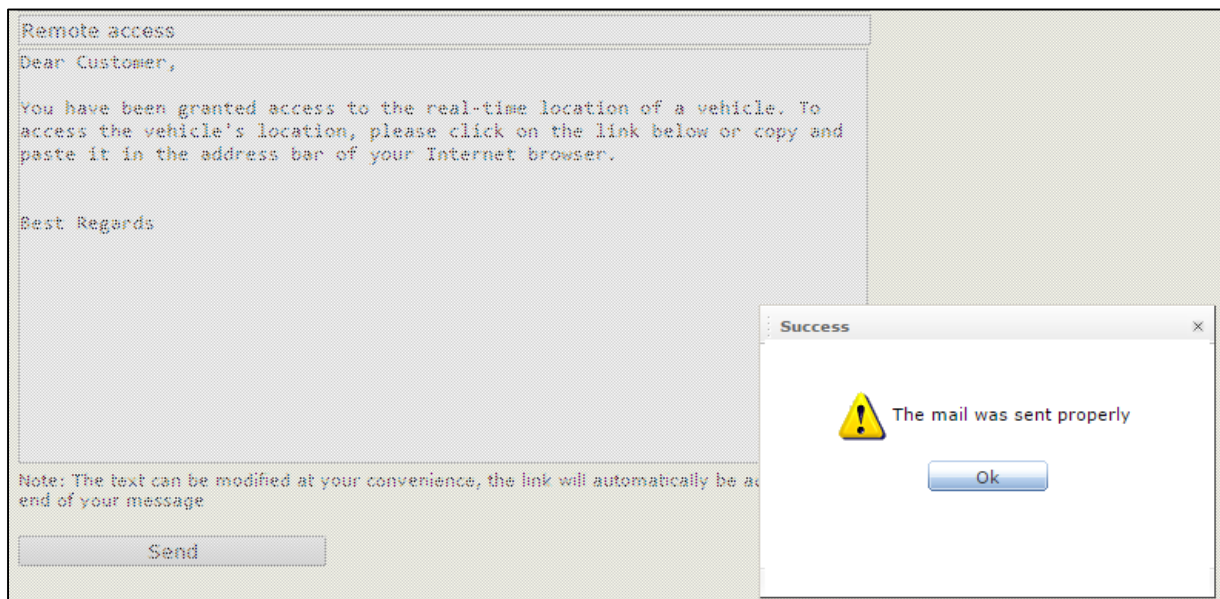 Remote access
Dear Customer,
You have been granted access to the real-time location of a vehicle. To
access the vehicle's location, please click on the link below or copy and
paste it in the address bar of your Internet browser.
Best Regards
Success
The mail was sent properly
Ok
Note: The text can be modified at your convenience, the link will automatically be
end of your message
Send